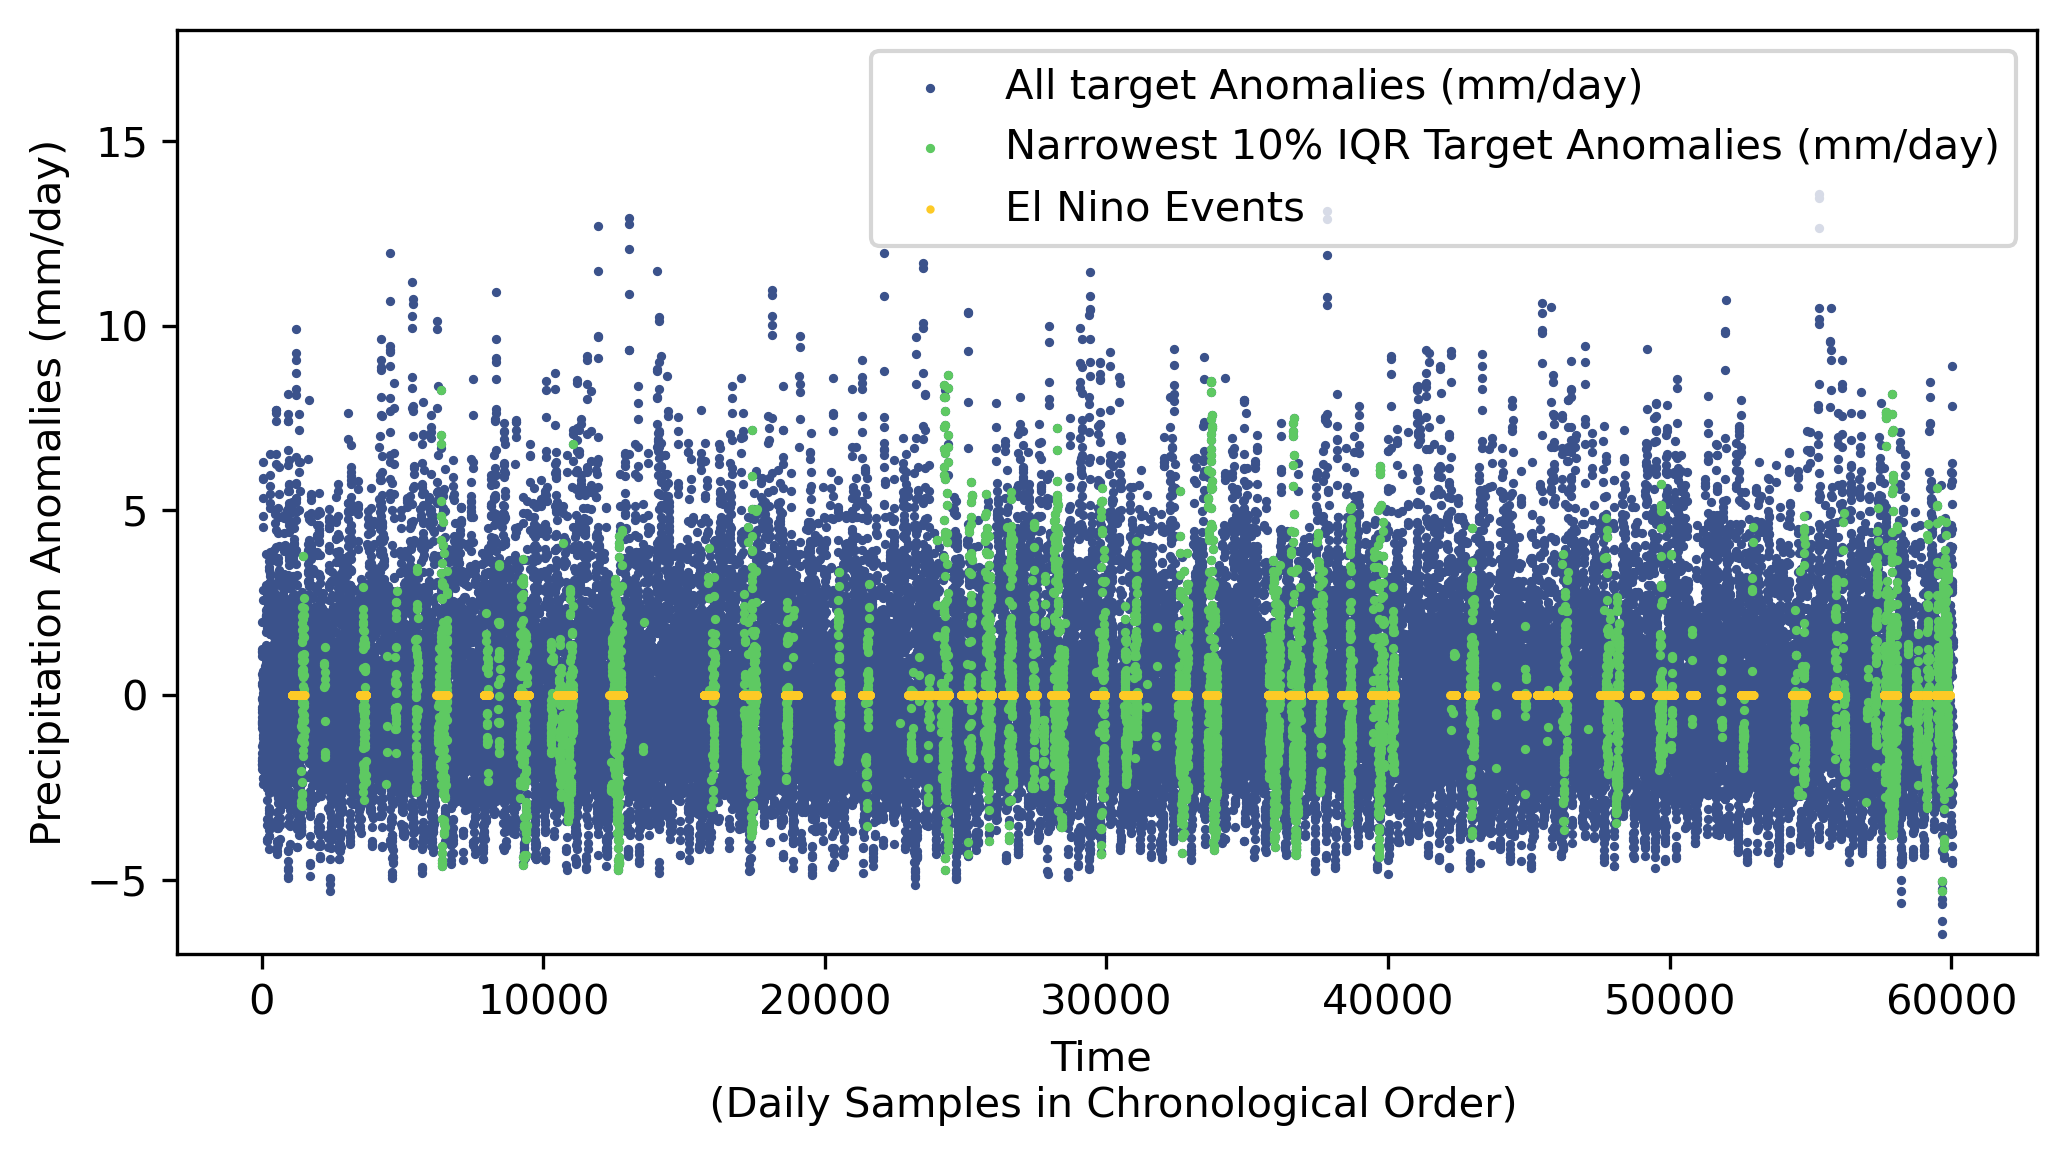 All target Anomalies (mm/day)
Narrowest 10% IQR Target Anomalies (mm/day)
El Nino Events
Precipitation Anomalies (mm/day)
15
10
5
0
−5
0 10000 20000 30000 40000 50000 60000
Time
(Daily Samples in Chronological Order)